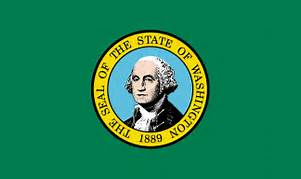 THE SEAL OF THE STATE OF WASHINGTON
1889